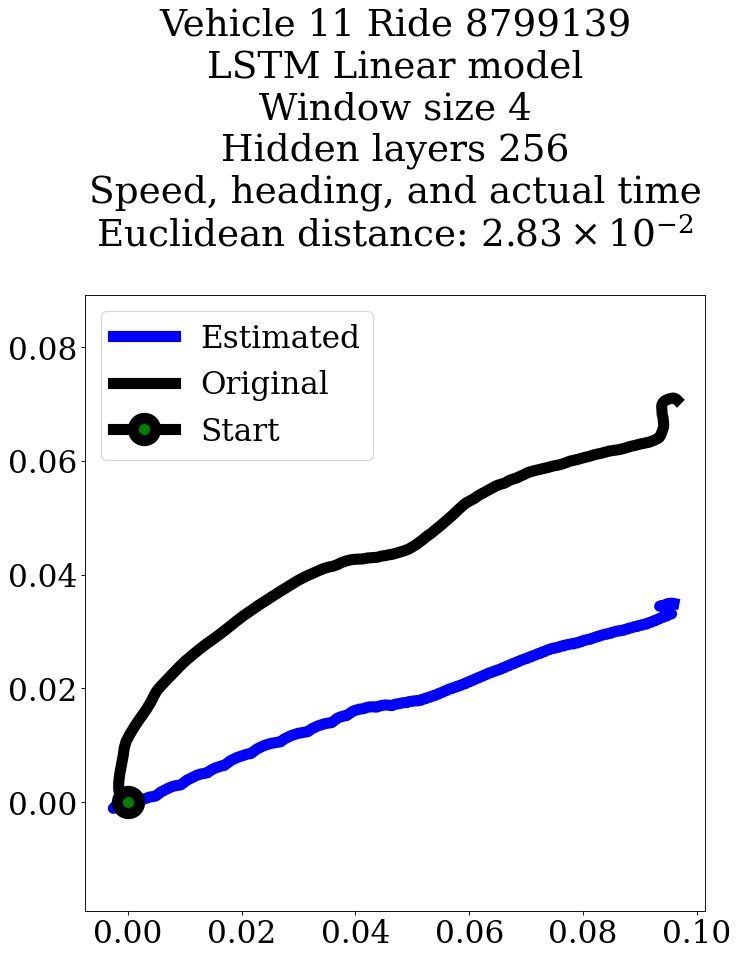 Vehicle 11 Ride 8799139
LSTM Linear model
Window size 4
Hidden layers 256
Speed, heading, and actual time
Euclidean distance: 2.83 × 10⁻²
Estimated
Original
Start
0.08
0.06
0.04
0.02
0.00
0.00 0.02 0.04 0.06 0.08 0.10